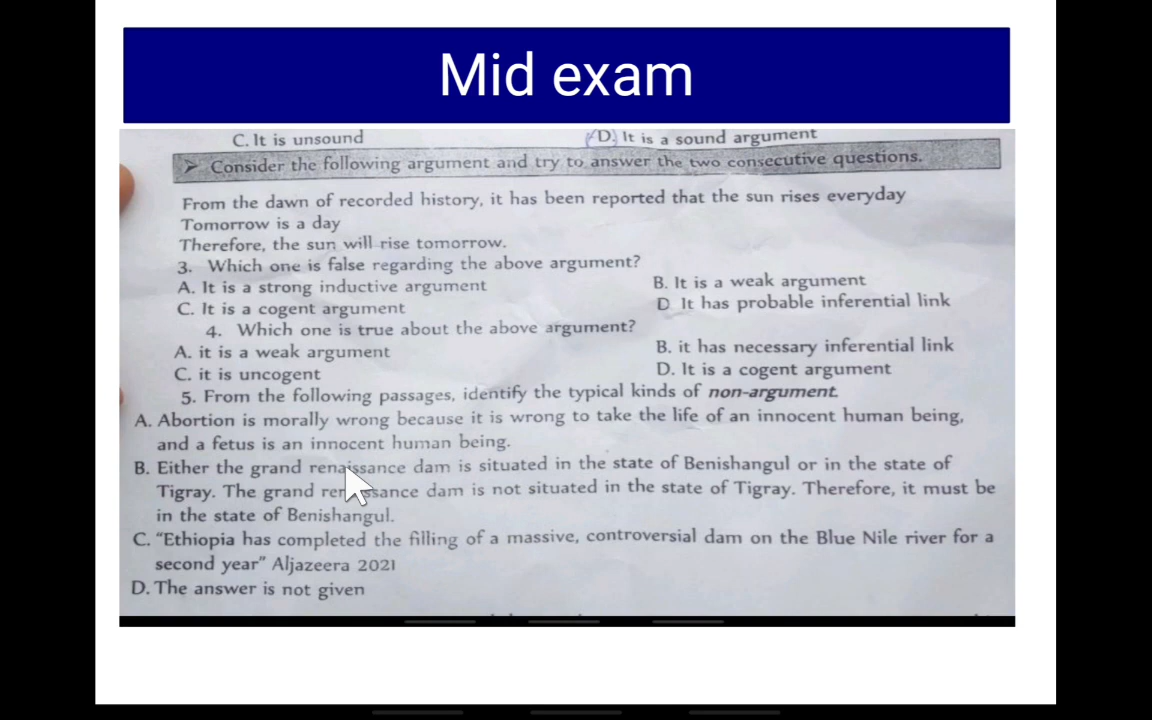 Mid exam
C. It is unsound D. It is a sound argument
➤ Consider the following argument and try to answer the two consecutive questions.
From the dawn of recorded history, it has been reported that the sun rises everyday
Tomorrow is a day
Therefore, the sun will rise tomorrow.
3. Which one is false regarding the above argument?
A. It is a strong inductive argument B. It is a weak argument
C. It is a cogent argument D It has probable inferential link
4. Which one is true about the above argument?
A. it is a weak argument B. it has necessary inferential link
C. it is uncogent D. It is a cogent argument
5. From the following passages, identify the typical kinds of non-argument.
A. Abortion is morally wrong because it is wrong to take the life of an innocent human being,
and a fetus is an innocent human being.
B. Either the grand renaissance dam is situated in the state of Benishangul or in the state of
Tigray. The grand renaissance dam is not situated in the state of Tigray. Therefore, it must be
in the state of Benishangul.
C. “Ethiopia has completed the filling of a massive, controversial dam on the Blue Nile river for a
second year” Aljazeera 2021
D. The answer is not given